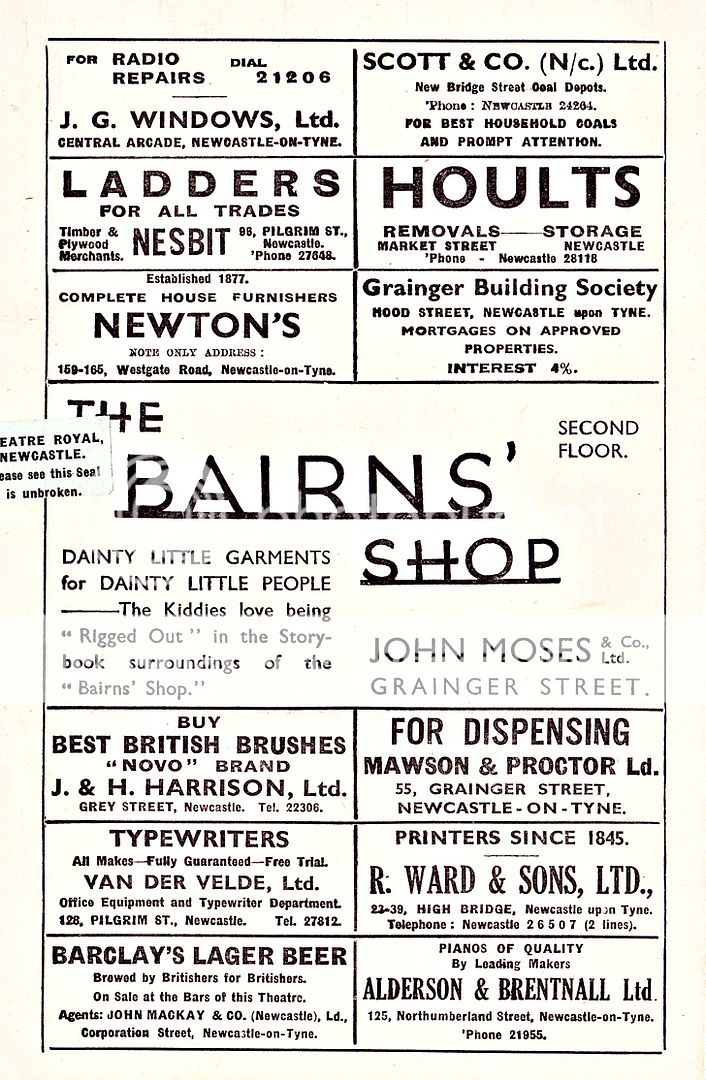 FOR RADIO REPAIRS DIAL 21206
J. G. WINDOWS, Ltd.
CENTRAL ARCADE, NEWCASTLE-ON-TYNE.
SCOTT & CO. (N/c.) Ltd.
New Bridge Street Coal Depots.
'Phone: NEWCASTLE 24264.
FOR BEST HOUSEHOLD COALS
AND PROMPT ATTENTION.
LADDERS
FOR ALL TRADES
Timber & Plywood Merchants.
NESBIT
96, PILGRIM ST., Newcastle. 'Phone 27648.
HOULTS
REMOVALS—STORAGE
MARKET STREET NEWCASTLE
'Phone - Newcastle 28118
Established 1877.
COMPLETE HOUSE FURNISHERS
NEWTON'S
NOTE ONLY ADDRESS:
159-165, Westgate Road, Newcastle-on-Tyne.
Grainger Building Society
HOOD STREET, NEWCASTLE upon TYNE.
MORTGAGES ON APPROVED
PROPERTIES.
INTEREST 4%.
EATRE ROYAL,
NEWCASTLE.
ease see this Seal
is unbroken.
THE
BAIRNS'
SHOP
SECOND
FLOOR.
DAINTY LITTLE GARMENTS
for DAINTY LITTLE PEOPLE
—The Kiddies love being
"Rigged Out" in the Story-
book surroundings of the
"Bairns' Shop."
JOHN MOSES & Co., Ltd.
GRAINGER STREET.
BUY
BEST BRITISH BRUSHES
"NOVO" BRAND
J. & H. HARRISON, Ltd.
GREY STREET, Newcastle. Tel. 22306.
FOR DISPENSING
MAWSON & PROCTOR Ld.
55, GRAINGER STREET,
NEWCASTLE-ON-TYNE.
TYPEWRITERS
All Makes—Fully Guaranteed—Free Trial.
VAN DER VELDE, Ltd.
Office Equipment and Typewriter Department.
128, PILGRIM ST., Newcastle. Tel. 27812.
PRINTERS SINCE 1845.
R. WARD & SONS, LTD.,
23-39, HIGH BRIDGE, Newcastle upon Tyne.
Telephone: Newcastle 26507 (2 lines).
BARCLAY'S LAGER BEER
Brewed by Britishers for Britishers.
On Sale at the Bars of this Theatre.
Agents: JOHN MACKAY & CO. (Newcastle), Ld.,
Corporation Street, Newcastle-on-Tyne.
PIANOS OF QUALITY
By Leading Makers
ALDERSON & BRENTNALL Ltd.
125, Northumberland Street, Newcastle-on-Tyne.
'Phone 21955.